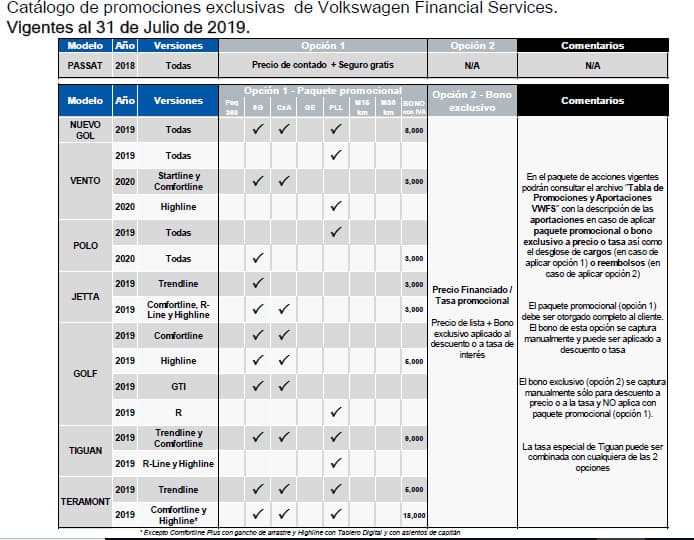 Catálogo de promociones exclusivas de Volkswagen Financial Services.
Vigentes al 31 de Julio de 2019.
Modelo Año Versiones Opción 1 Opción 2 Comentarios
PASSAT 2018 Todas Precio de contado + Seguro gratis N/A N/A
Modelo Año Versiones Opción 1 - Paquete promocional Opción 2 - Bono exclusivo Comentarios
Paq 360 SG CxA GE PLL M15 km M30 km BONO con IVA
NUEVO GOL 2019 Todas ✓ ✓ ✓ 8,000
VENTO
2019 Todas ✓
2020 Startline y Comfortline ✓ ✓ 3,000
2020 Highline ✓
POLO
2019 Todas ✓
2020 Todas ✓ 3,000
JETTA
2019 Trendline ✓ 3,000
2019 Comfortline, R-Line y Highline ✓ ✓ 3,000
GOLF
2019 Comfortline ✓ ✓
2019 Highline ✓ ✓ 5,000
2019 GTI ✓ ✓
2019 R ✓
TIGUAN
2019 Trendline y Comfortline ✓ ✓ ✓ 9,000
2019 R-Line y Highline ✓
TERAMONT
2019 Trendline ✓ ✓ ✓ 5,000
2019 Comfortline y Highline* ✓ ✓ ✓ 18,000
Precio Financiado /
Tasa promocional
Precio de lista + Bono
exclusivo aplicado al
descuento o a tasa de
interés
En el paquete de acciones vigentes
podrán consultar el archivo "Tabla de
Promociones y Aportaciones
VWFS" con la descripción de las
aportaciones en caso de aplicar
paquete promocional o bono
exclusivo a precio o tasa así como
el desglose de cargos (en caso de
aplicar opción 1) o reembolsos (en
caso de aplicar opción 2)
El paquete promocional (opción 1)
debe ser otorgado completo al cliente.
El bono de esta opción se captura
manualmente y puede ser aplicado a
descuento o tasa
El bono exclusivo (opción 2) se captura
manualmente sólo para descuento a
precio o a la tasa y NO aplica con
paquete promocional (opción 1).
La tasa especial de Tiguan puede ser
combinada con cualquiera de las 2
opciones
* Excepto Comfortline Plus con gancho de arrastre y Highline con Tablero Digital y con asientos de capitán